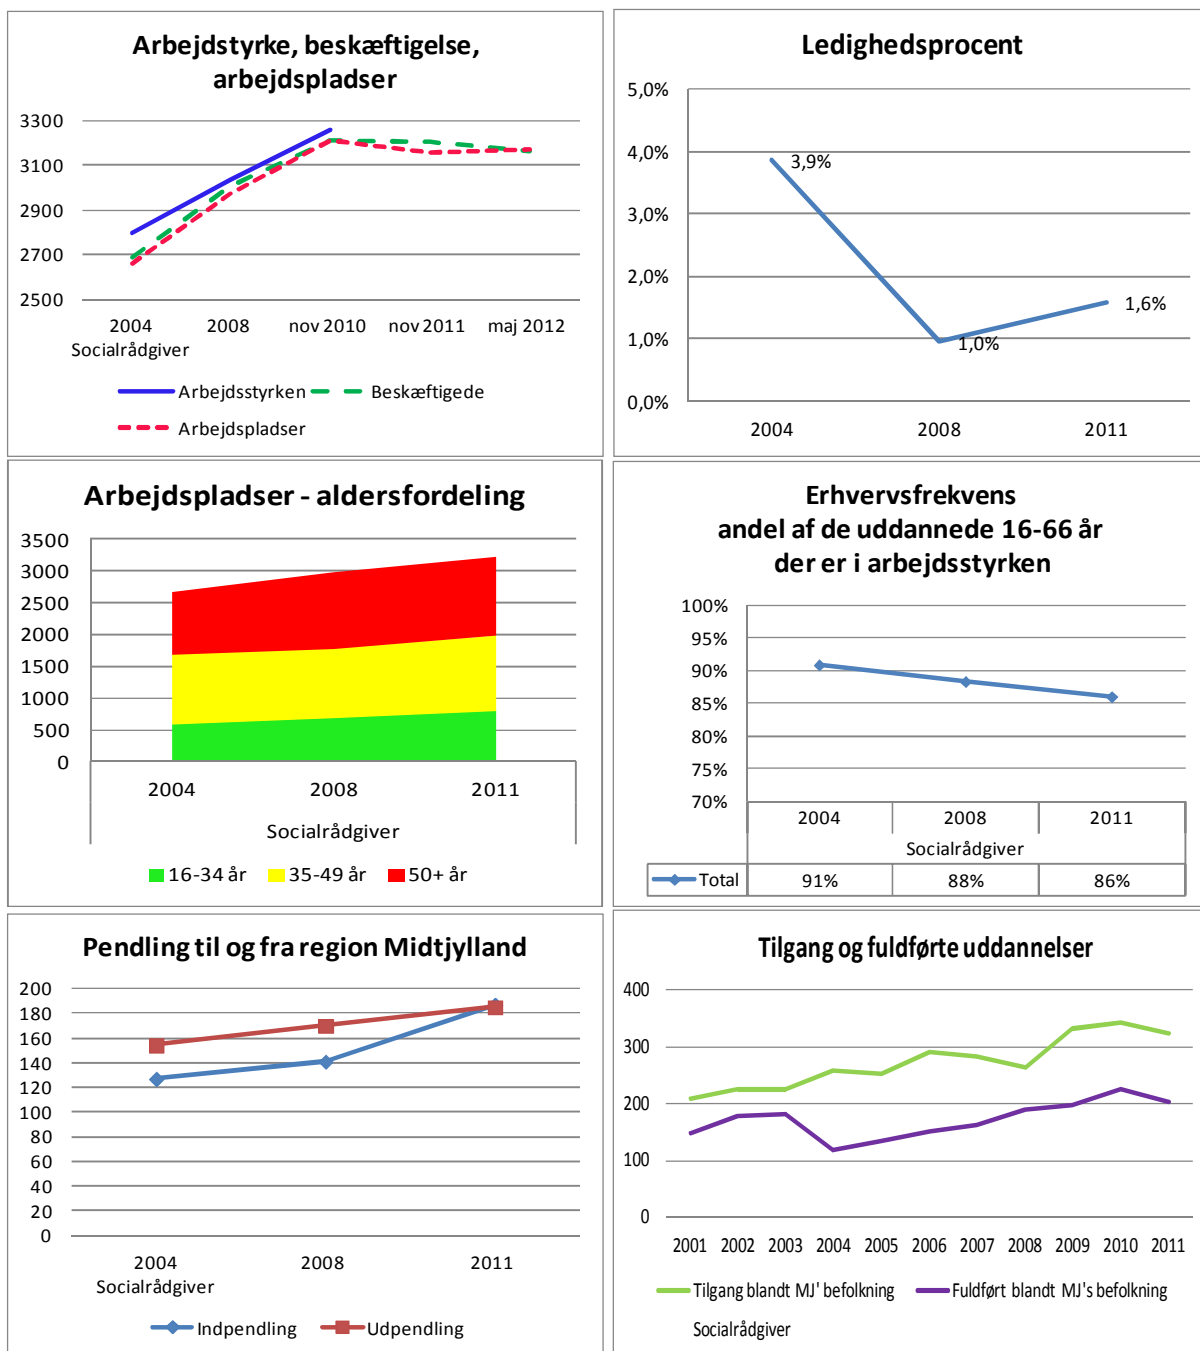 Arbejdstyrke, beskæftigelse,
arbejdspladser
3300
3100
2900
2700
2500
2004
2008
nov 2010
nov 2011
maj 2012
Socialrådgiver
Arbejdsstyrken
Beskæftigede
Arbejdspladser
Ledighedsprocent
5,0%
4,0%
3,0%
2,0%
1,0%
0,0%
3,9%
1,0%
1,6%
2004
2008
2011
Arbejdspladser - aldersfordeling
3500
3000
2500
2000
1500
1000
500
0
2004
2008
2011
Socialrådgiver
16-34 år
35-49 år
50+ år
Erhvervsfrekvens
andel af de uddannede 16-66 år
der er i arbejdsstyrken
100%
95%
90%
85%
80%
75%
70%
2004
2008
2011
Socialrådgiver
Total
91%
88%
86%
Pendling til og fra region Midtjylland
200
180
160
140
120
100
80
60
40
20
0
2004
2008
2011
Socialrådgiver
Indpendling
Udpendling
Tilgang og fuldførte uddannelser
400
300
200
100
0
2001 2002 2003 2004 2005 2006 2007 2008 2009 2010 2011
Tilgang blandt MJ' befolkning
Fuldført blandt MJ's befolkning
Socialrådgiver